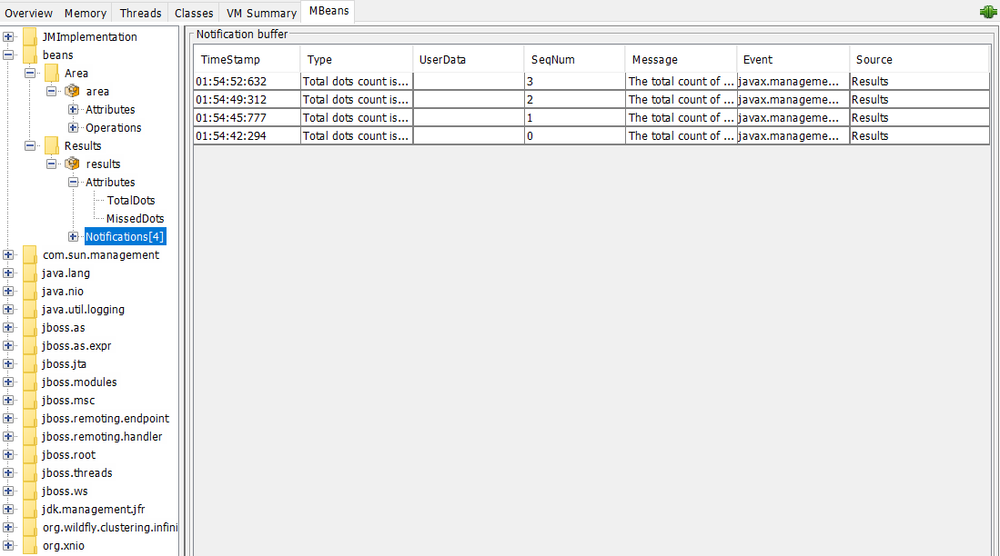 Overview Memory Threads Classes VM Summary MBeans
JMImplementation
beans
Area
area
Attributes
Operations
Results
results
Attributes
TotalDots
MissedDots
Notifications[4]
com.sun.management
java.lang
java.nio
java.util.logging
jboss.as
jboss.as.expr
jboss.jta
jboss.modules
jboss.msc
jboss.remoting.endpoint
jboss.remoting.handler
jboss.root
jboss.threads
jboss.ws
jdk.management.jfr
org.wildfly.clustering.infini
org.xnio
Notification buffer
TimeStamp Type UserData SeqNum Message Event Source
01:54:52:632 Total dots count is... 3 The total count of ... javax.manageme... Results
01:54:49:312 Total dots count is... 2 The total count of ... javax.manageme... Results
01:54:45:777 Total dots count is... 1 The total count of ... javax.manageme... Results
01:54:42:294 Total dots count is... 0 The total count of ... javax.manageme... Results